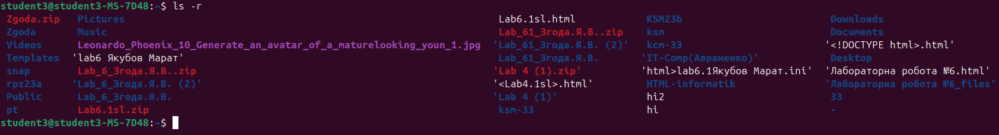 student3@student3-MS-7D48:~$ ls -r
Zgoda.zip Pictures Lab6.1sl.html KSM23b Downloads
Zgoda Music Lab_61_Згода.Я.В..zip ksm Documents
Videos Leonardo_Phoenix_10_Generate_an_avatar_of_a_maturelooking_youn_1.jpg 'Lab_61_Згода.Я.В. (2)' kcm-33 '<!DOCTYPE html>.html'
Templates 'lab6 Якубов Марат' Lab_61_Згода.Я.В. 'IT-Comp(Авраменко)' Desktop
snap Lab_6_Згода.Я.В..zip 'Lab 4 (1).zip' 'html>lab6.1Якубов Марат.ini' 'Лабораторна робота №6.html'
rpz23a 'Lab_6_Згода.Я.В. (2)' '<Lab4.1sl>.html' HTML-informatik 'Лабораторна робота №6_files'
Public Lab_6_Згода.Я.В. 'Lab 4 (1)' hi2 33
pt Lab6.1sl.zip ksm-33 hi -
student3@student3-MS-7D48:~$